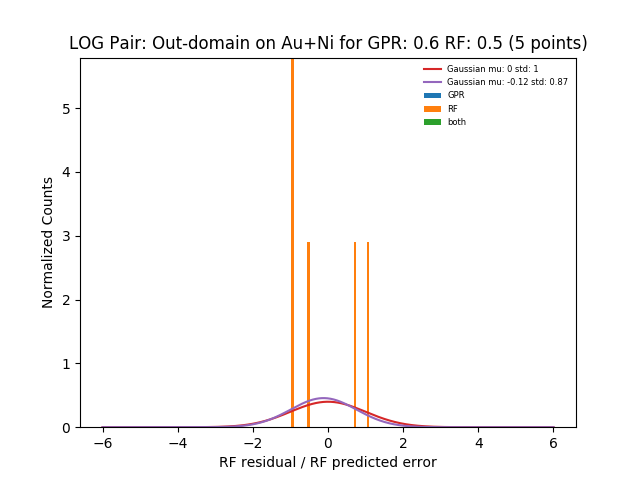 LOG Pair: Out-domain on Au+Ni for GPR: 0.6 RF: 0.5 (5 points)
Gaussian mu: 0 std: 1
Gaussian mu: -0.12 std: 0.87
GPR
RF
both
Normalized Counts
5
4
3
2
1
0
−6 −4 −2 0 2 4 6
RF residual / RF predicted error